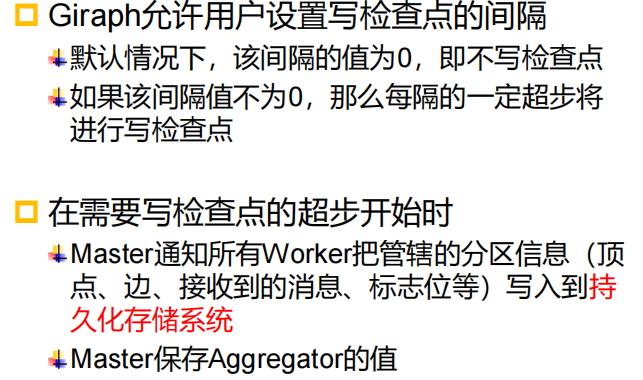 Giraph允许用户设置写检查点的间隔
默认情况下，该间隔的值为0，即不写检查点
如果该间隔值不为0，那么每隔的一定超步将
进行写检查点
在需要写检查点的超步开始时
Master通知所有Worker把管辖的分区信息（顶
点、边、接收到的消息、标志位等）写入到持
久化存储系统
Master保存Aggregator的值